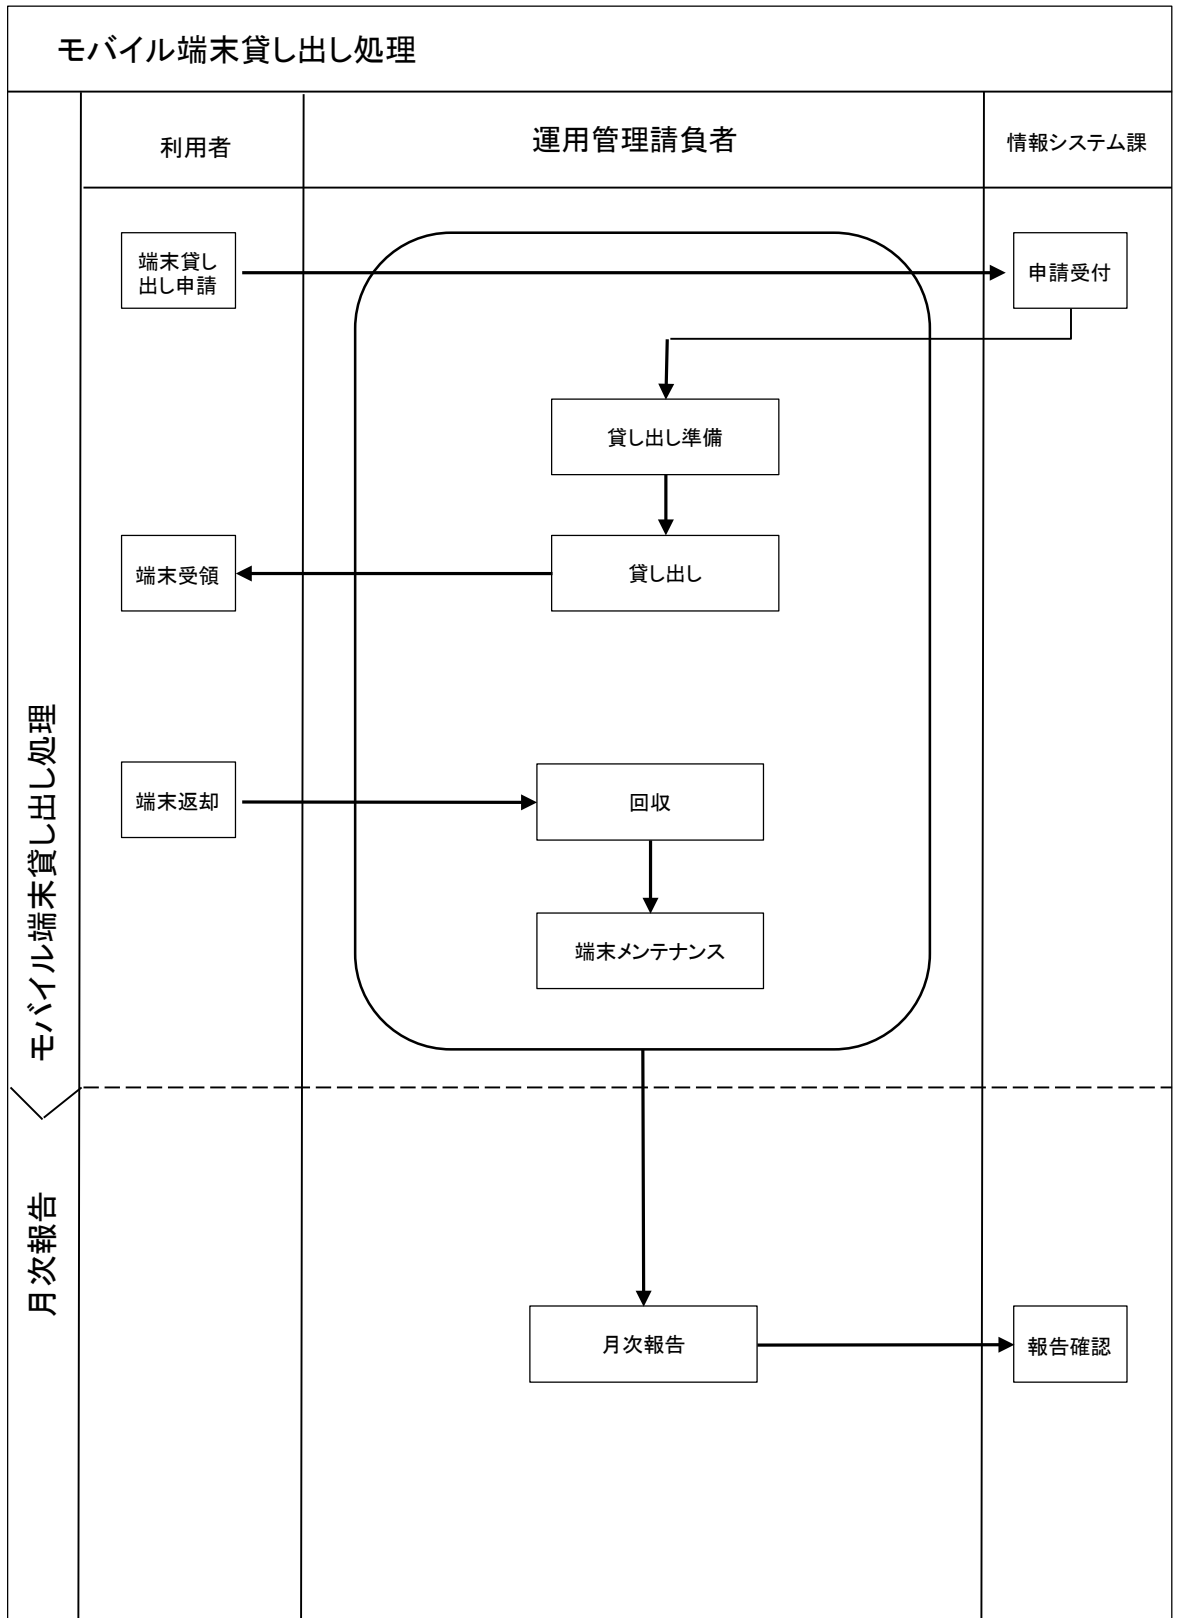 モバイル端末貸し出し処理
利用者
運用管理請負者
情報システム課
端末貸し
出し申請
申請受付
貸し出し準備
端末受領
貸し出し
モバイル端末貸し出し処理
端末返却
回収
端末メンテナンス
月次報告
月次報告
報告確認